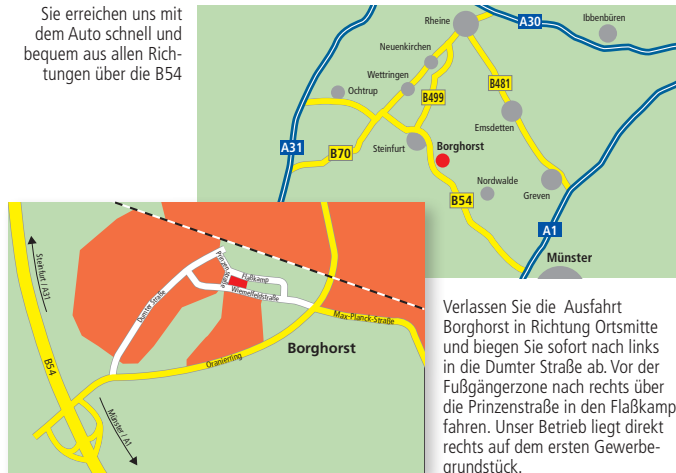 Sie erreichen uns mit
dem Auto schnell und
bequem aus allen Rich-
tungen über die B54
Rheine
A30
Ibbenbüren
Neuenkirchen
Wettringen
Ochtrup
B499
B481
Emsdetten
A31
B70
Steinfurt
Borghorst
Nordwalde
B54
Greven
A1
Münster
Steinfurt / A31
Prinzenstraße
Flaßkamp
Wiemelfeldstraße
Dumter Straße
Max-Planck-Straße
Borghorst
Oranierring
B54
Münster / A1
Verlassen Sie die Ausfahrt
Borghorst in Richtung Ortsmitte
und biegen Sie sofort nach links
in die Dumter Straße ab. Vor der
Fußgängerzone nach rechts über
die Prinzenstraße in den Flaßkamp
fahren. Unser Betrieb liegt direkt
rechts auf dem ersten Gewerbe-
grundstück.